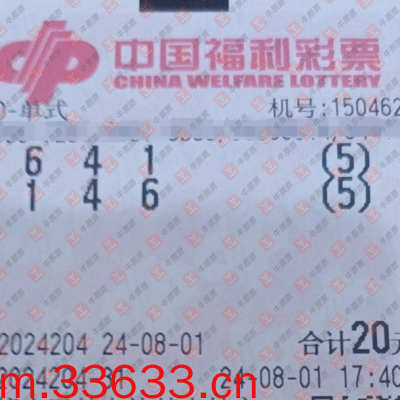 中国福利彩票
CHINA WELFARE LOTTERY
单式 机号:150462
6 4 1 (5)
1 4 6 (5)
2024204 24-08-01 合计20元
24-08-01 17:40
m.33633.cn